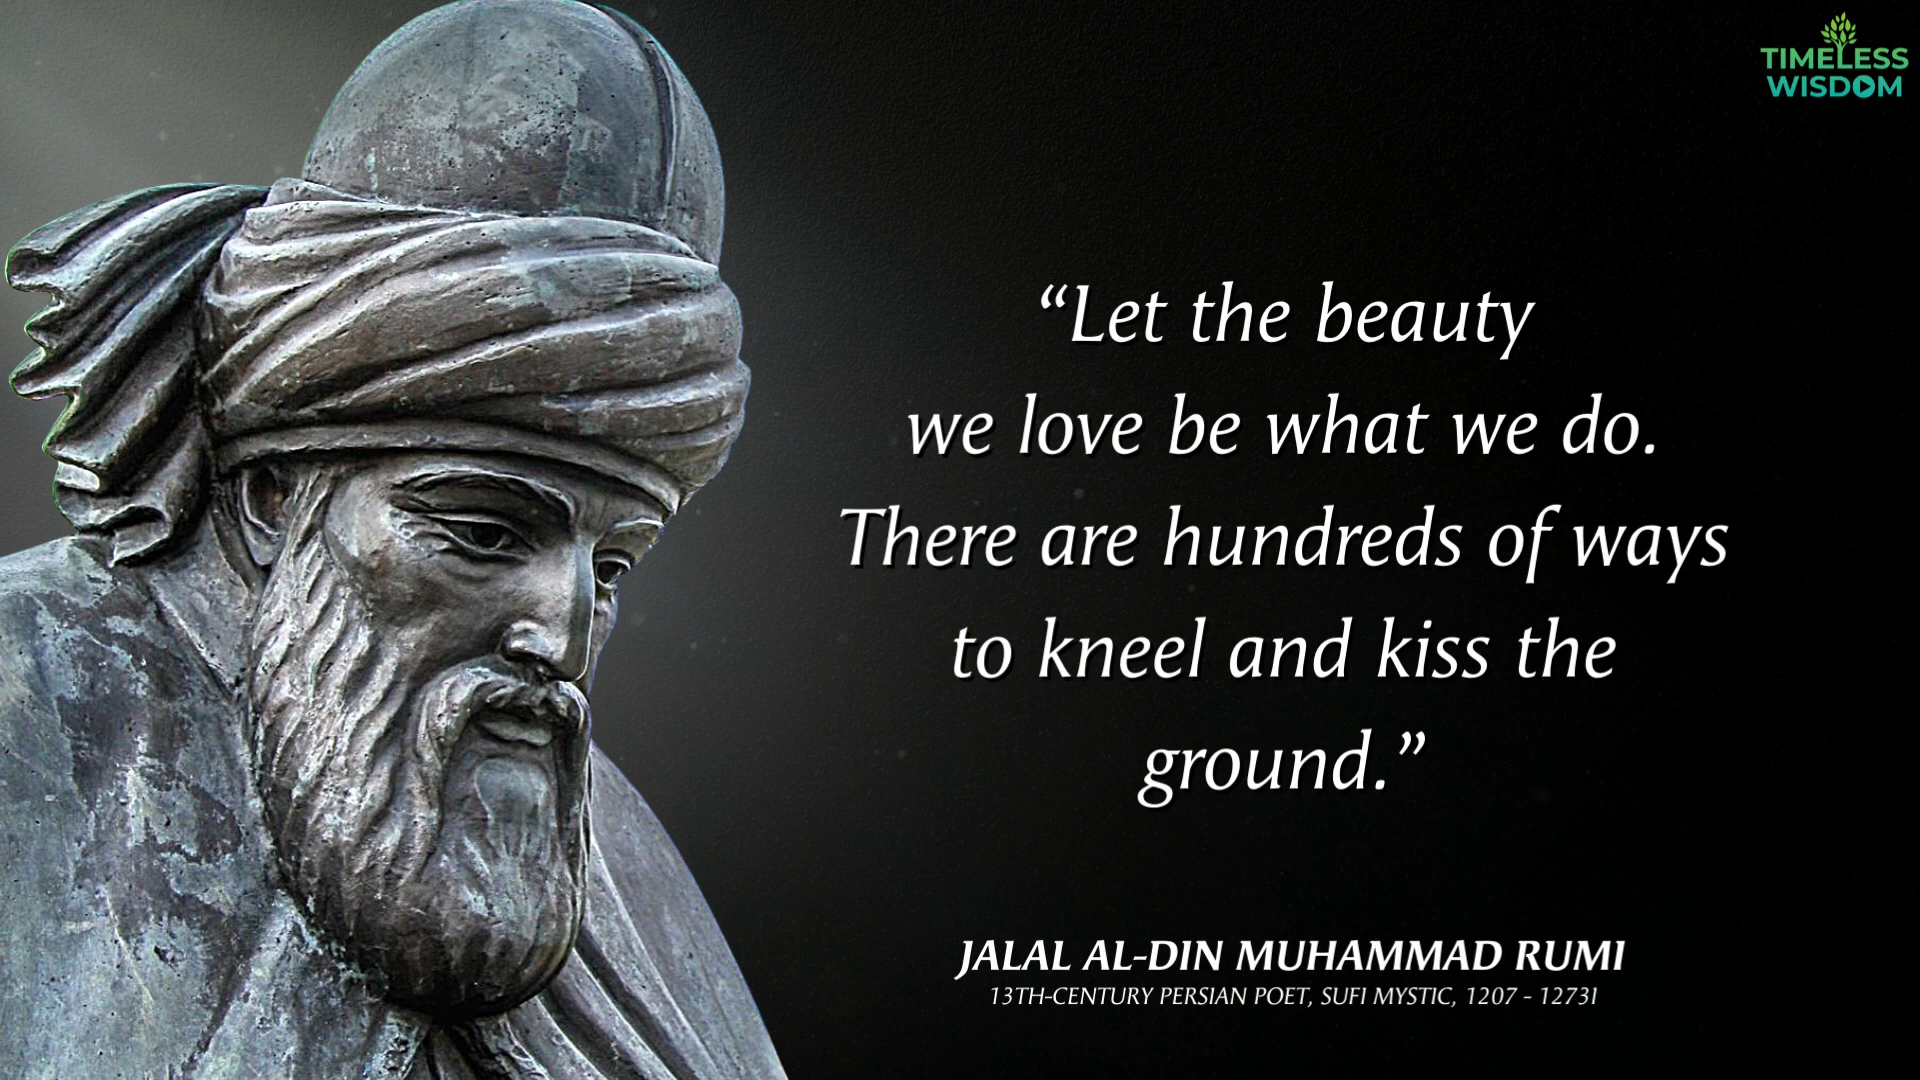 TIMELESS
WISDOM
“Let the beauty
we love be what we do.
There are hundreds of ways
to kneel and kiss the
ground.”
JALAL AL-DIN MUHAMMAD RUMI
13TH-CENTURY PERSIAN POET, SUFI MYSTIC, 1207 - 1273I